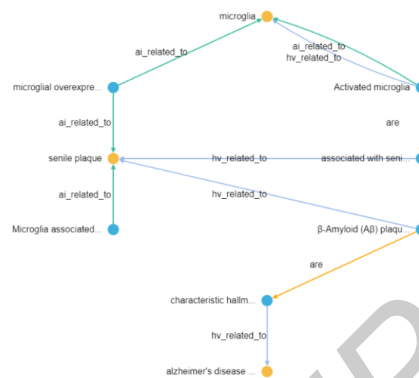 microglia
ai_related_to
ai_related_to
hv_related_to
microglial overexpre...
Activated microglia
ai_related_to
are
senile plaque
hv_related_to
associated with seni...
ai_related_to
hv_related_to
Microglia associated...
β-Amyloid (Aβ) plaqu...
are
characteristic hallm...
hv_related_to
alzheimer's disease ...